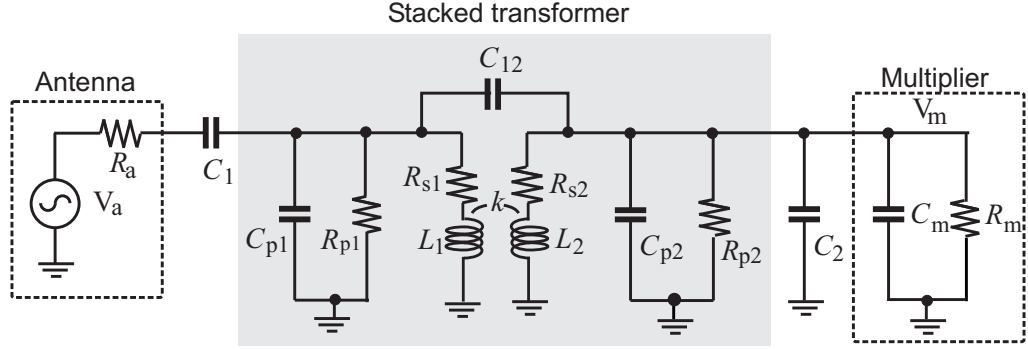 Stacked transformer
Antenna
Multiplier
C12
Vm
Ra
C1
Va
Rs1
Rs2
k
Cp1
Rp1
L1
L2
Cp2
Rp2
C2
Cm
Rm